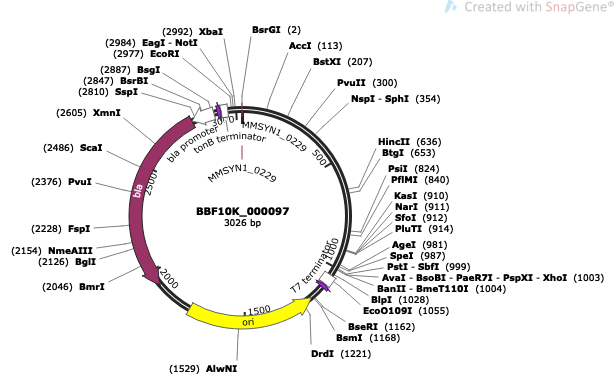 Created with SnapGene®
(2992) XbaI
BsrGI (2)
(2984) EagI - NotI
(2977) EcoRI
AccI (113)
(2887) BsgI
BstXI (207)
(2847) BsrBI
(2810) SspI
PvuII (300)
NspI - SphI (354)
(2605) XmnI
(2486) ScaI
(2376) PvuI
(2228) FspI
(2154) NmeAIII
(2126) BglI
(2046) BmrI
HincII (636)
BtgI (653)
PsiI (824)
PflMI (840)
KasI (910)
NarI (911)
SfoI (912)
PluTI (914)
AgeI (981)
SpeI (987)
PstI - SbfI (999)
AvaI - BsoBI - PaeR7I - PspXI - XhoI (1003)
BanII - BmeT110I (1004)
BlpI (1028)
EcoO109I (1055)
BseRI (1162)
BsmI (1168)
DrdI (1221)
(1529) AlwNI
bla promoter
tonB terminator
MMSYN1_0229
MMSYN1_0229
BBF10K_000097
3026 bp
T7 terminator
bla
ori
0
500
1000
1500
2000
2500